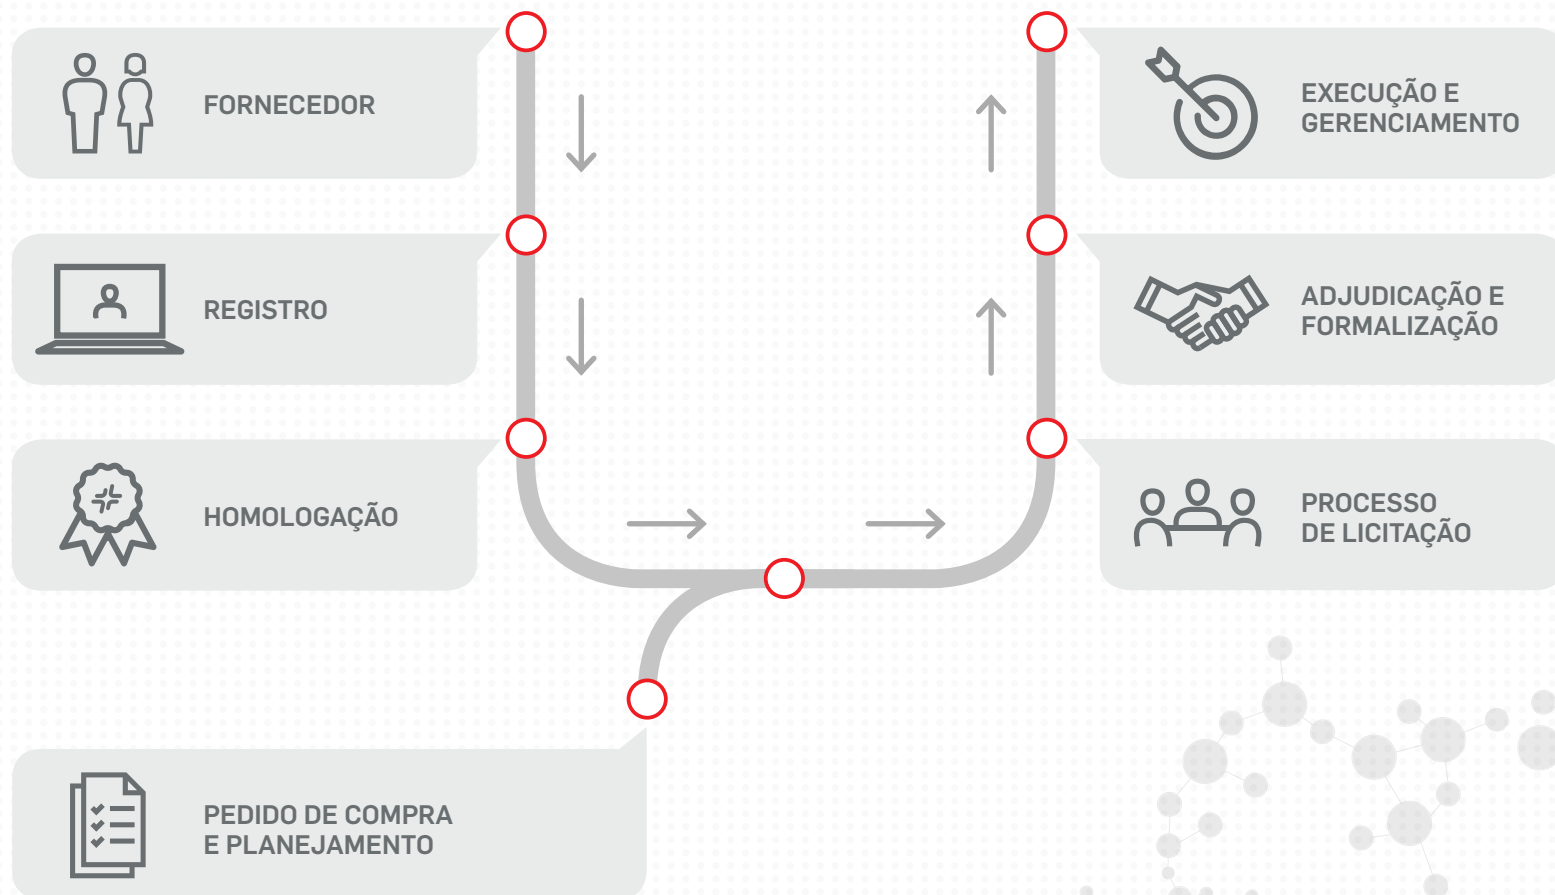 FORNECEDOR
REGISTRO
HOMOLOGAÇÃO
PEDIDO DE COMPRA
E PLANEJAMENTO
PROCESSO
DE LICITAÇÃO
ADJUDICAÇÃO E
FORMALIZAÇÃO
EXECUÇÃO E
GERENCIAMENTO